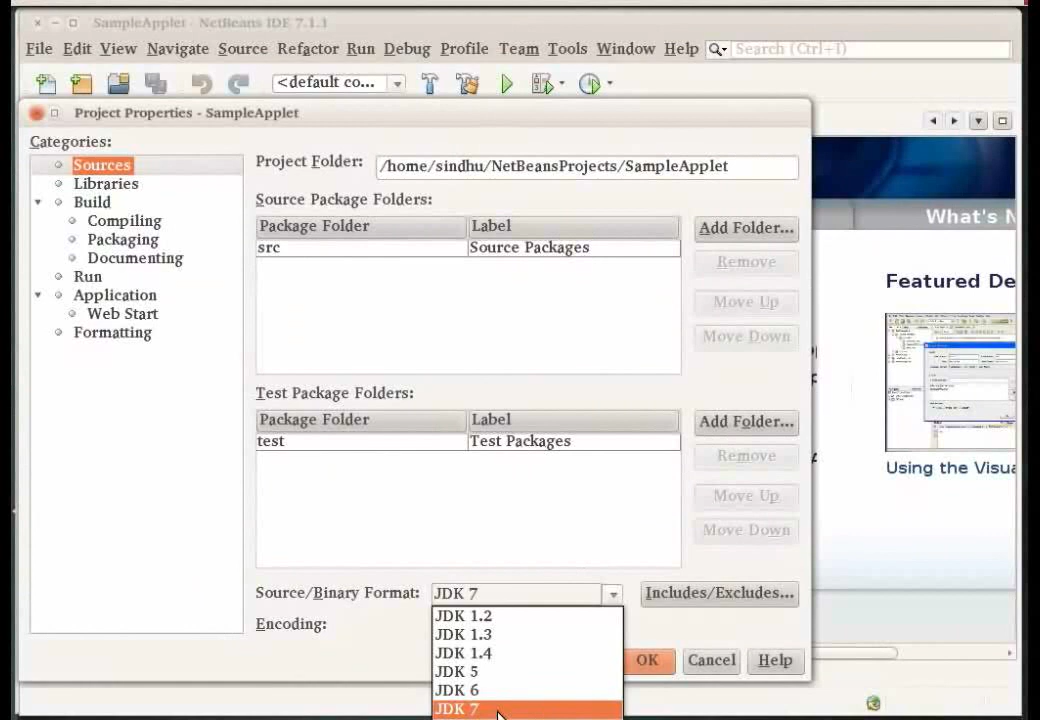 SampleApplet - NetBeans IDE 7.1.1
File Edit View Navigate Source Refactor Run Debug Profile Team Tools Window Help Search (Ctrl+I)
<default co...
Project Properties - SampleApplet
Categories:
Sources
Libraries
Build
Compiling
Packaging
Documenting
Run
Application
Web Start
Formatting
Project Folder: /home/sindhu/NetBeansProjects/SampleApplet
Source Package Folders:
Package Folder Label
src Source Packages
Add Folder...
Remove
Move Up
Move Down
Test Package Folders:
Package Folder Label
test Test Packages
Add Folder...
Remove
Move Up
Move Down
Source/Binary Format: JDK 7 Includes/Excludes...
Encoding:
JDK 1.2
JDK 1.3
JDK 1.4
JDK 5
JDK 6
JDK 7
OK Cancel Help
What's N
Featured De
Using the Visua